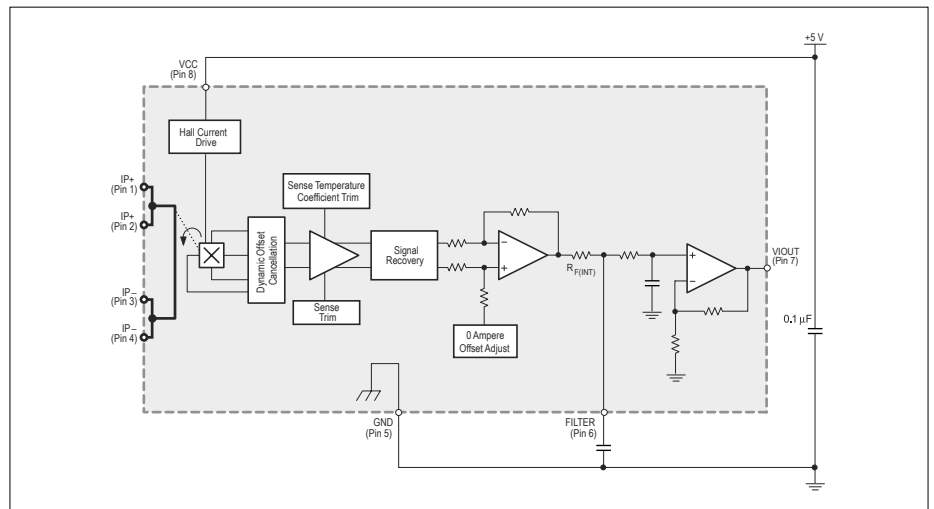 +5 V
VCC
(Pin 8)
Hall Current
Drive
IP+
(Pin 1)
IP+
(Pin 2)
IP−
(Pin 3)
IP−
(Pin 4)
Dynamic Offset
Cancellation
Sense Temperature
Coefficient Trim
Sense
Trim
Signal
Recovery
0 Ampere
Offset Adjust
−
+
R F(INT)
+
−
VIOUT
(Pin 7)
0.1 µF
GND
(Pin 5)
FILTER
(Pin 6)